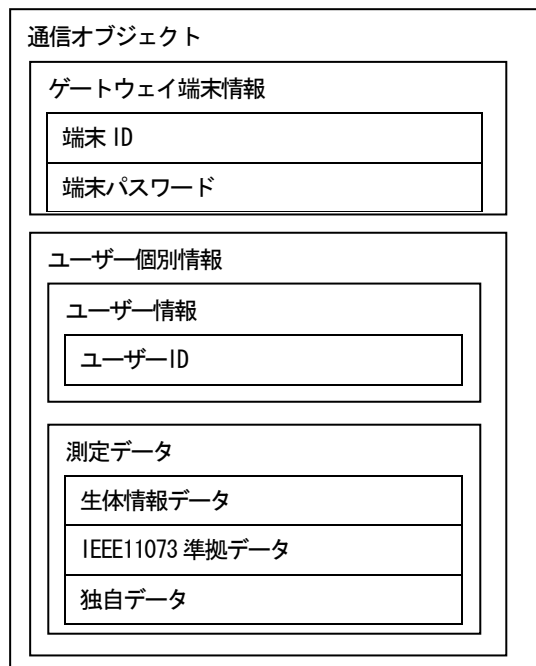 通信オブジェクト
ゲートウェイ端末情報
端末 ID
端末パスワード
ユーザー個別情報
ユーザー情報
ユーザーID
測定データ
生体情報データ
IEEE11073 準拠データ
独自データ